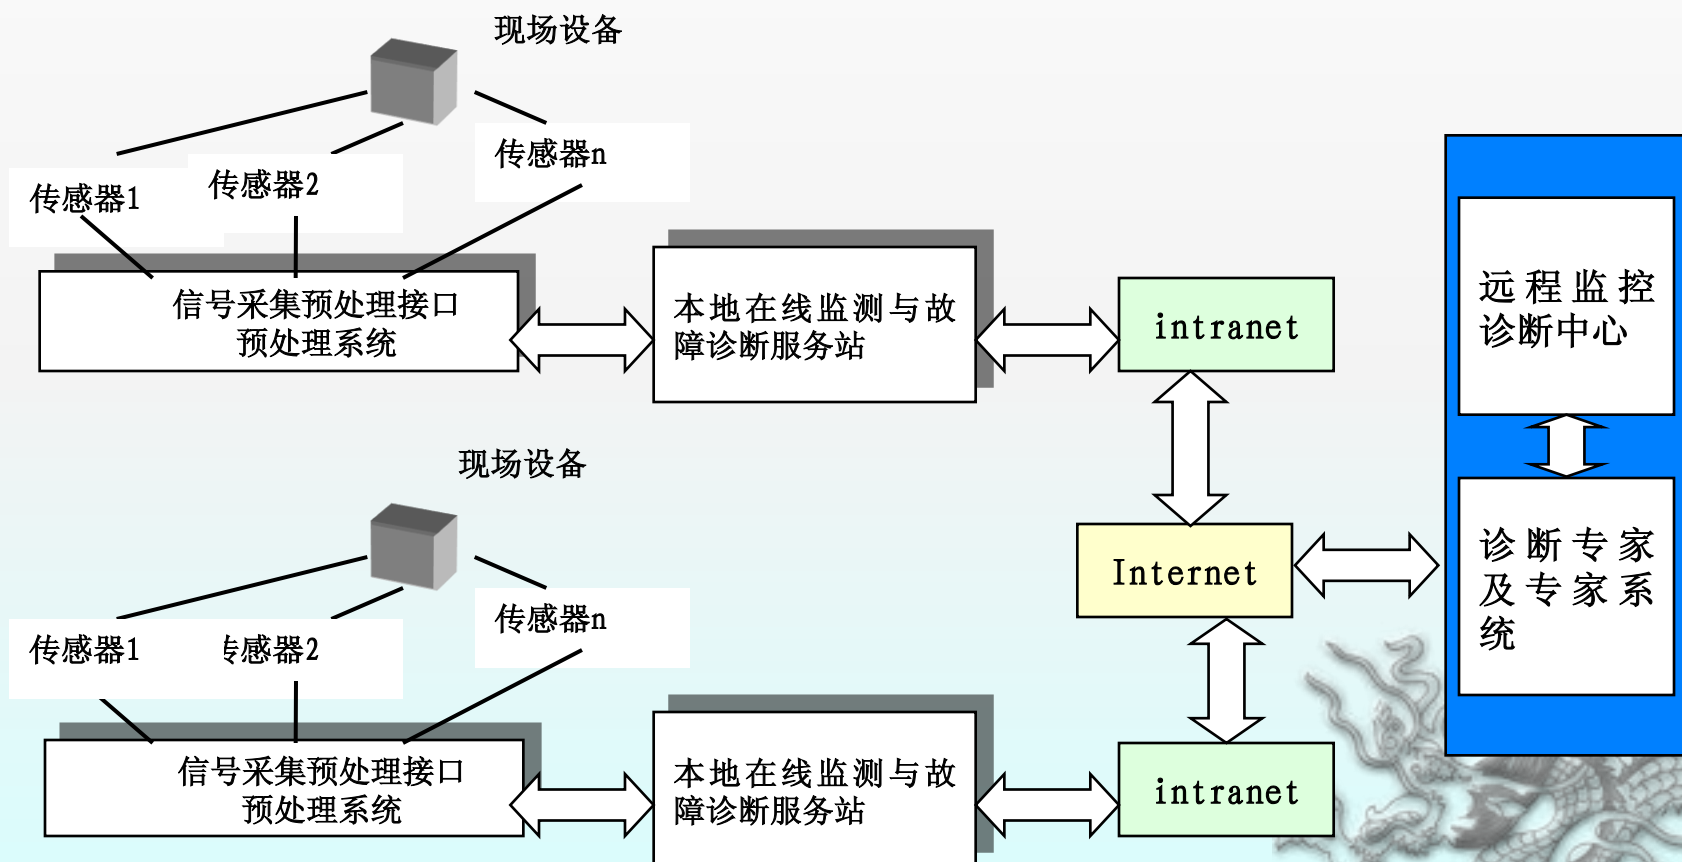 现场设备
传感器1
传感器2
传感器n
信号采集预处理接口
预处理系统
本地在线监测与故
障诊断服务站
intranet
远程监控
诊断中心
现场设备
传感器1
传感器2
传感器n
Internet
诊断专家
及专家系
统
信号采集预处理接口
预处理系统
本地在线监测与故
障诊断服务站
intranet